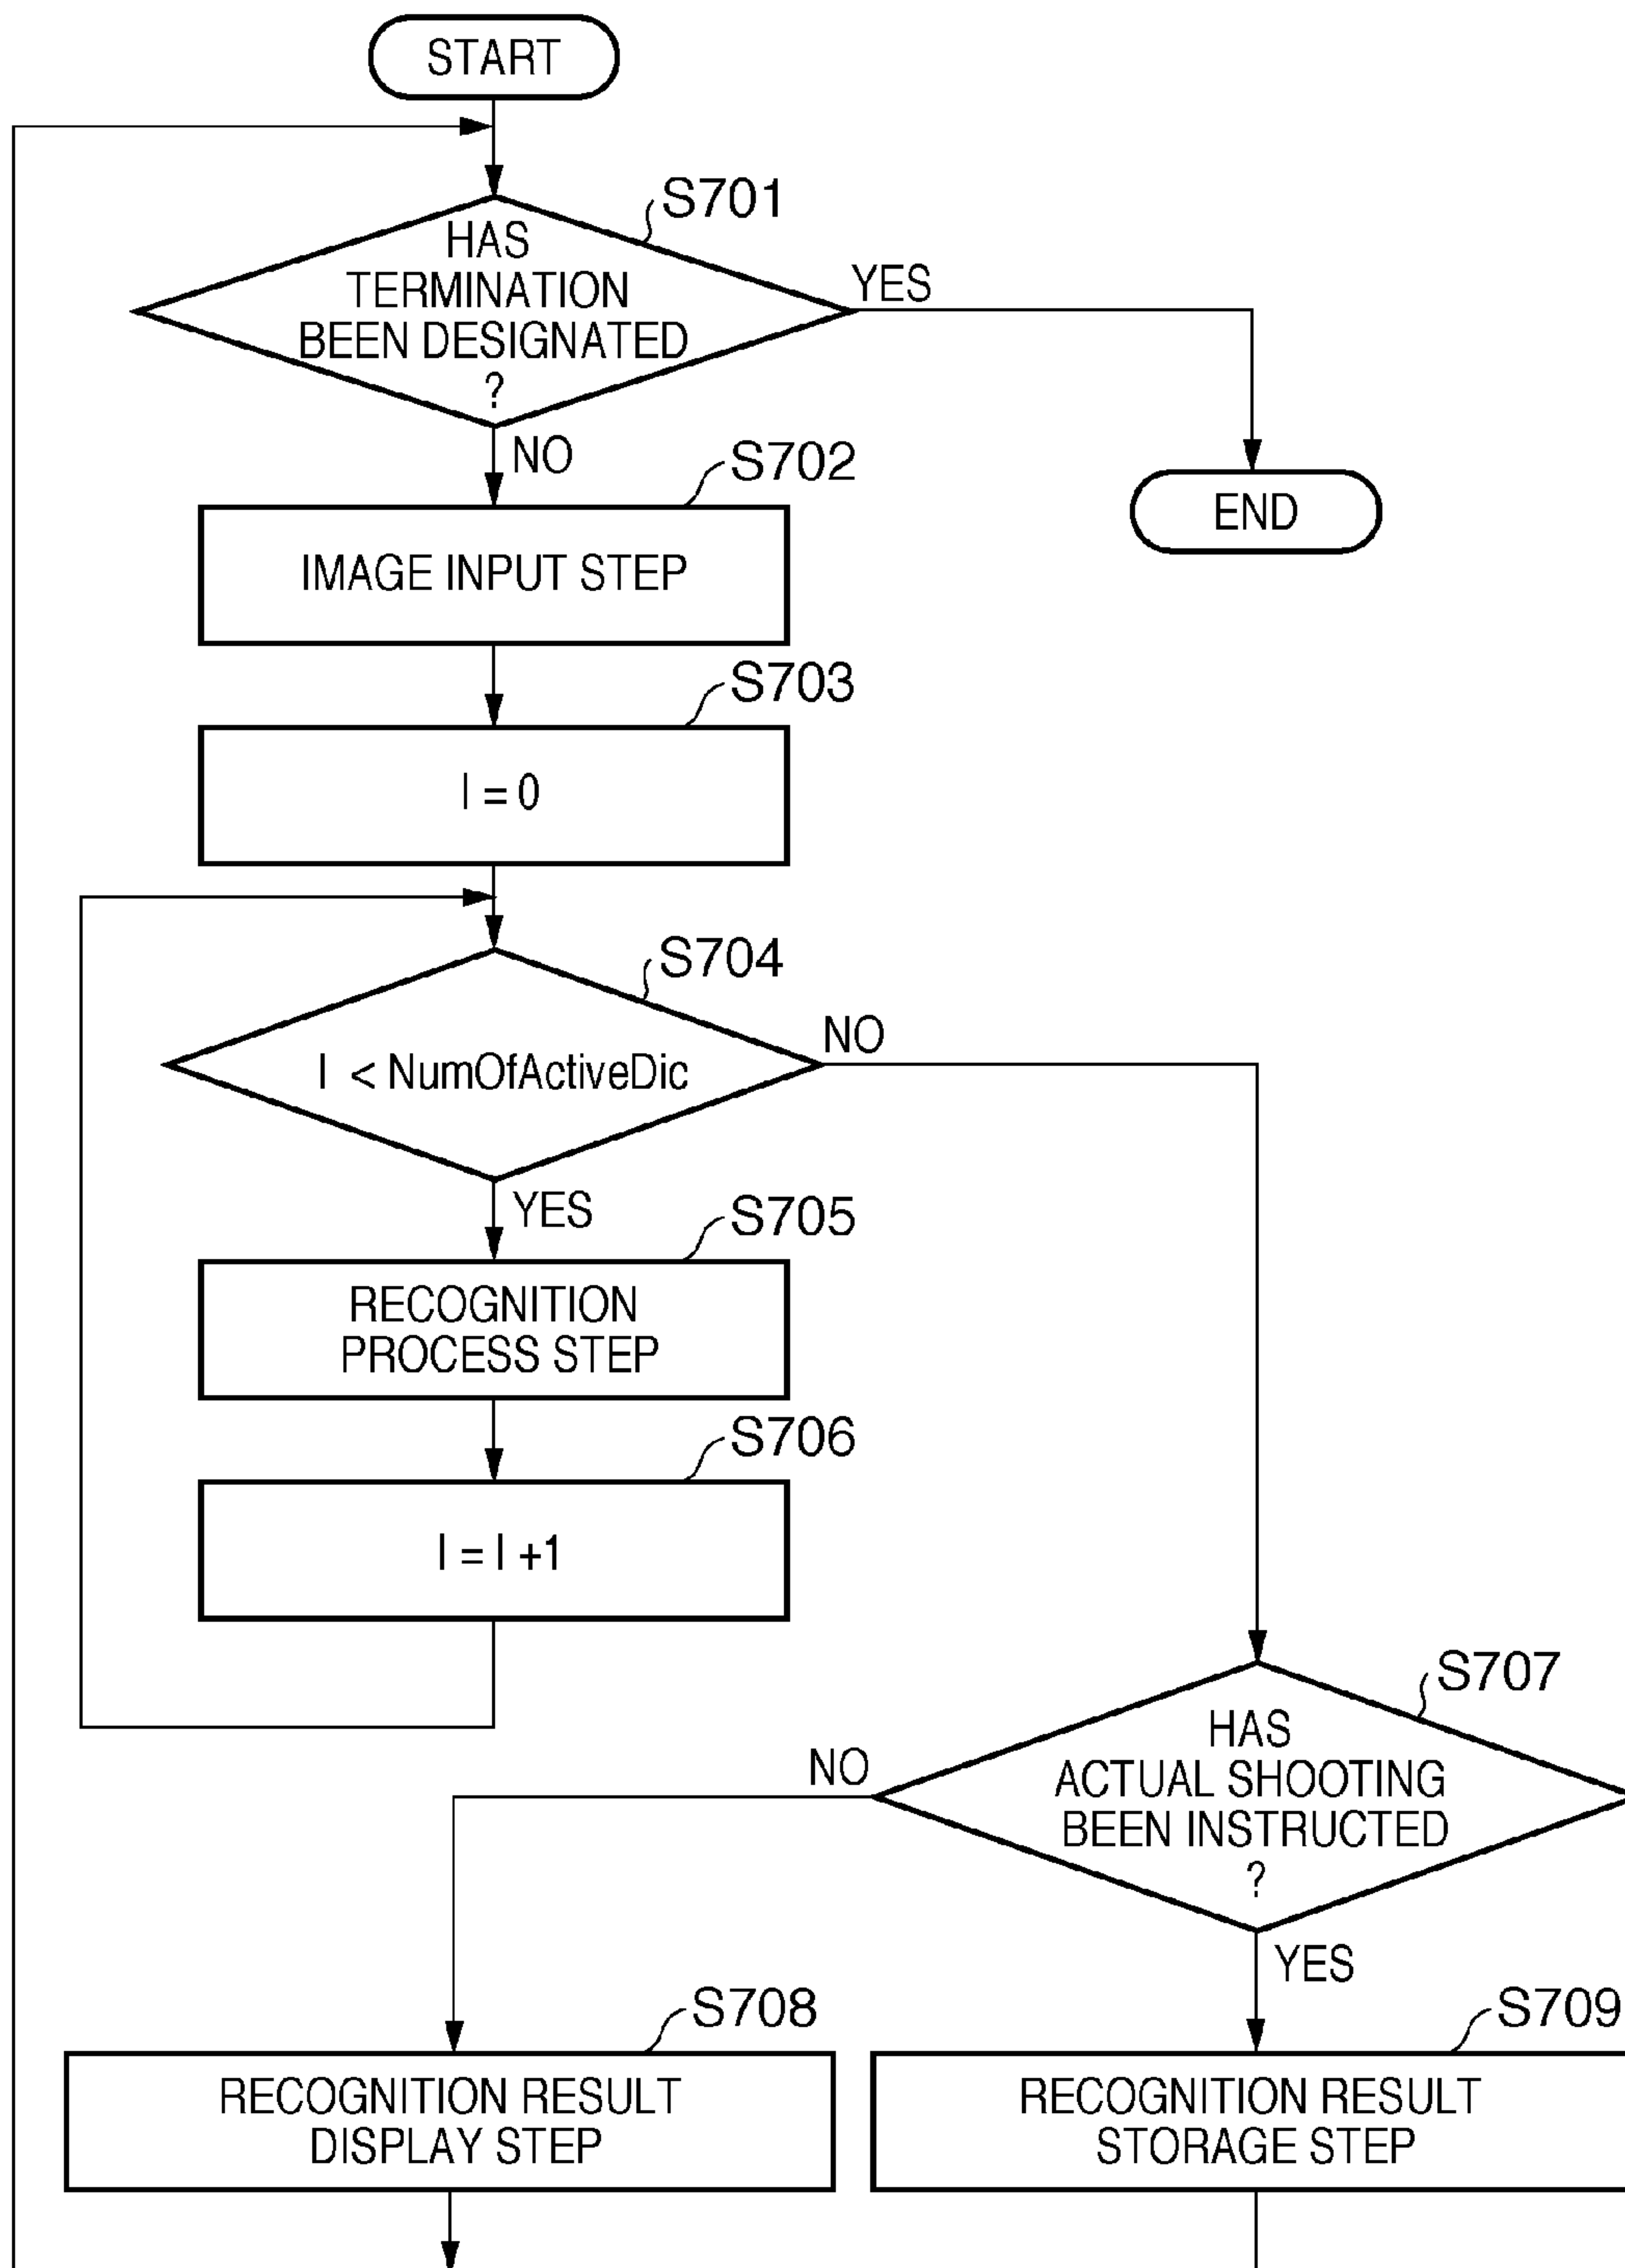 START
S701
HAS
TERMINATION
BEEN DESIGNATED
?
YES
NO
END
S702
IMAGE INPUT STEP
S703
I = 0
S704
NO
I < NumOfActiveDic
YES
S705
RECOGNITION
PROCESS STEP
S706
I = I +1
S707
HAS
ACTUAL SHOOTING
BEEN INSTRUCTED
?
NO
YES
S708
RECOGNITION RESULT
DISPLAY STEP
S709
RECOGNITION RESULT
STORAGE STEP